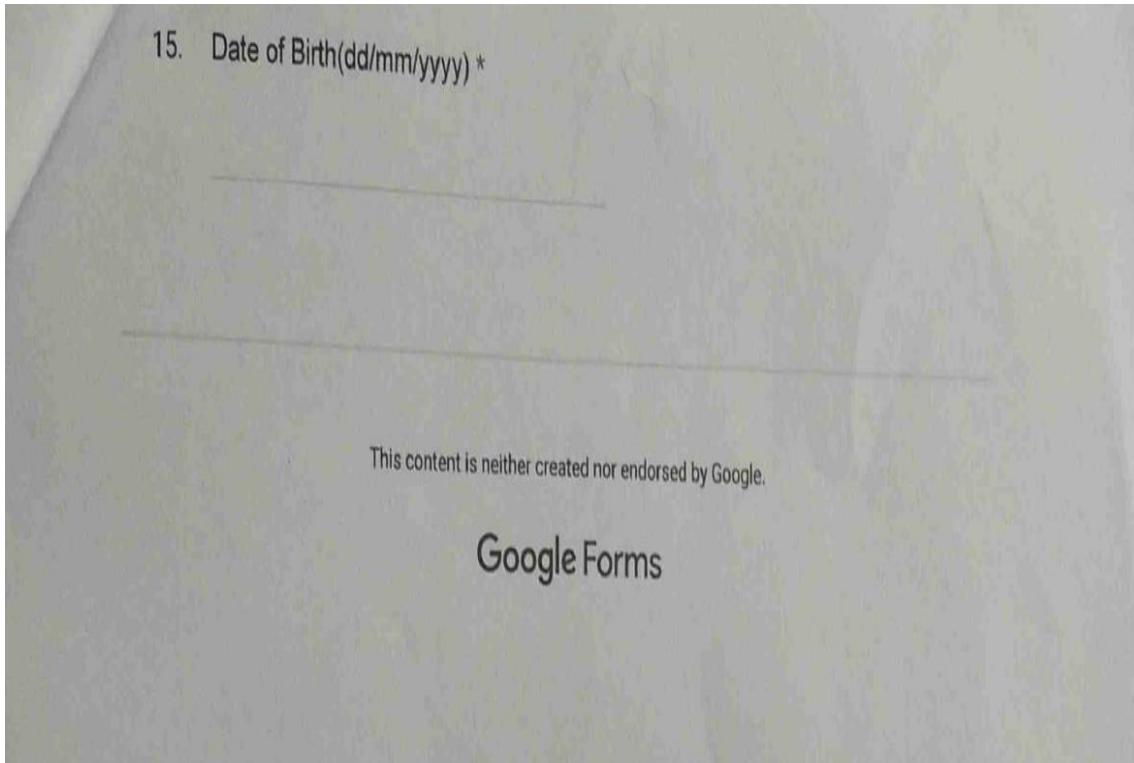 15. Date of Birth(dd/mm/yyyy) *
This content is neither created nor endorsed by Google.
Google Forms